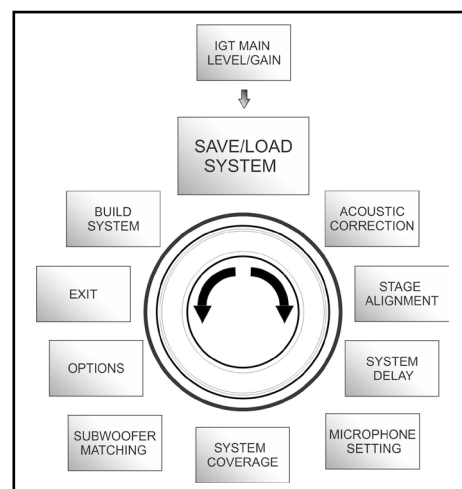 IGT MAIN
LEVEL/GAIN
SAVE/LOAD
SYSTEM
BUILD
SYSTEM
ACOUSTIC
CORRECTION
EXIT
STAGE
ALIGNMENT
OPTIONS
SYSTEM
DELAY
SUBWOOFER
MATCHING
SYSTEM
COVERAGE
MICROPHONE
SETTING